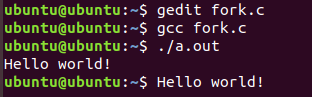 ubuntu@ubuntu:~$ gedit fork.c
ubuntu@ubuntu:~$ gcc fork.c
ubuntu@ubuntu:~$ ./a.out
Hello world!
ubuntu@ubuntu:~$ Hello world!